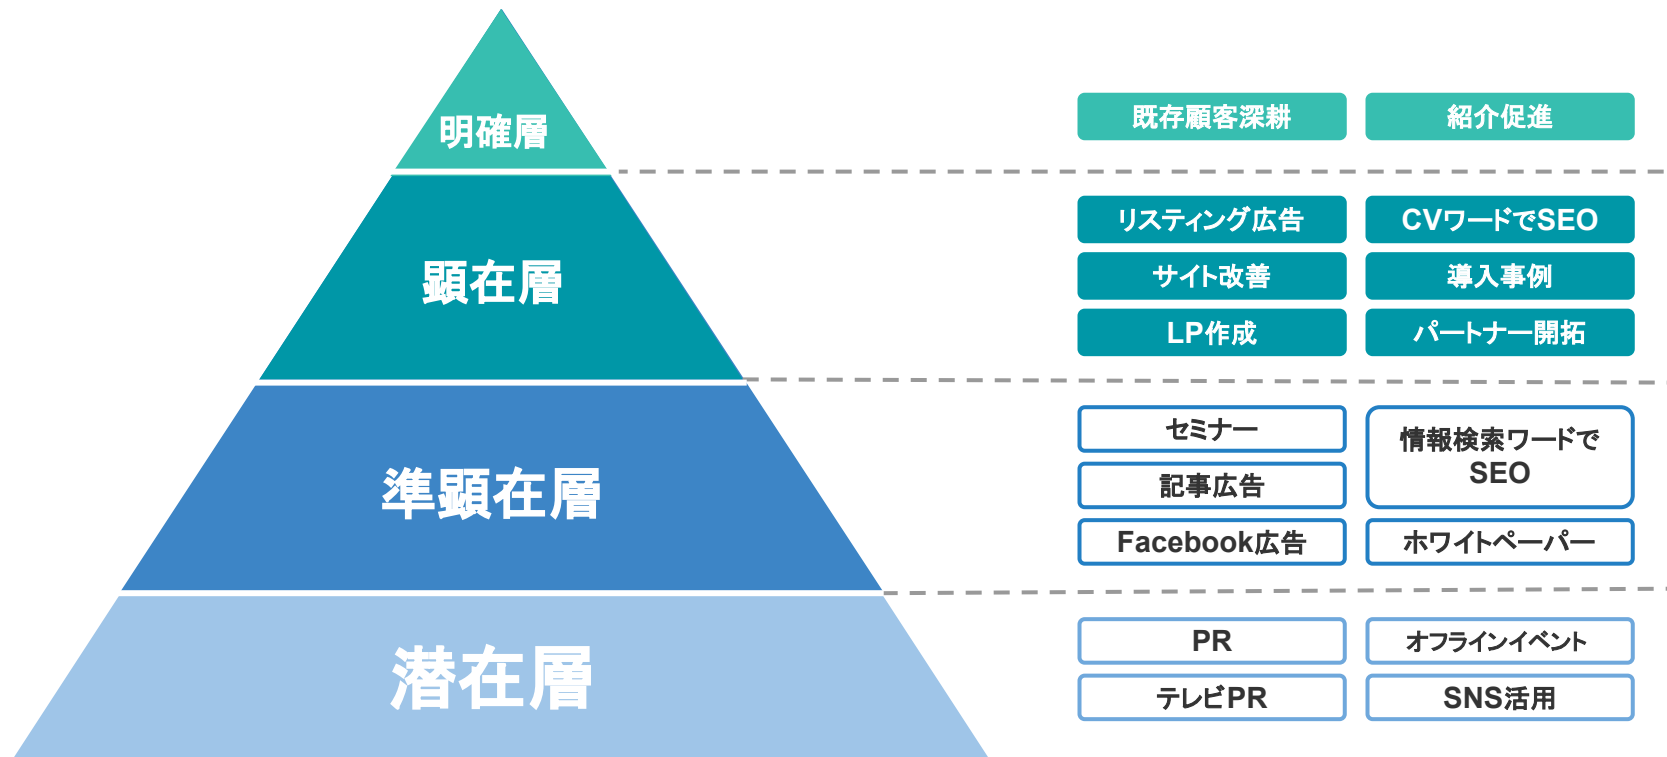 明確層
既存顧客深耕
紹介促進
顕在層
リスティング広告
CVワードでSEO
サイト改善
導入事例
LP作成
パートナー開拓
準顕在層
セミナー
情報検索ワードで
SEO
記事広告
Facebook広告
ホワイトペーパー
潜在層
PR
オフラインイベント
テレビPR
SNS活用